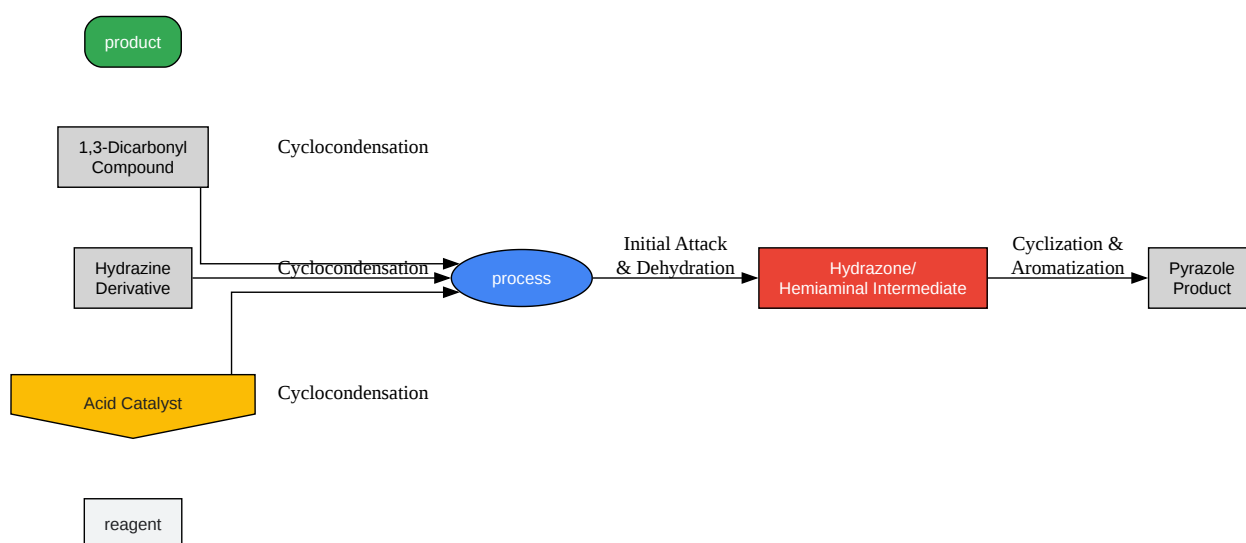 product
1,3-Dicarbonyl
Compound
Cyclocondensation
Hydrazine
Derivative
Cyclocondensation
process
Initial Attack
& Dehydration
Hydrazone/
Hemiaminal Intermediate
Cyclization &
Aromatization
Pyrazole
Product
Acid Catalyst
Cyclocondensation
reagent